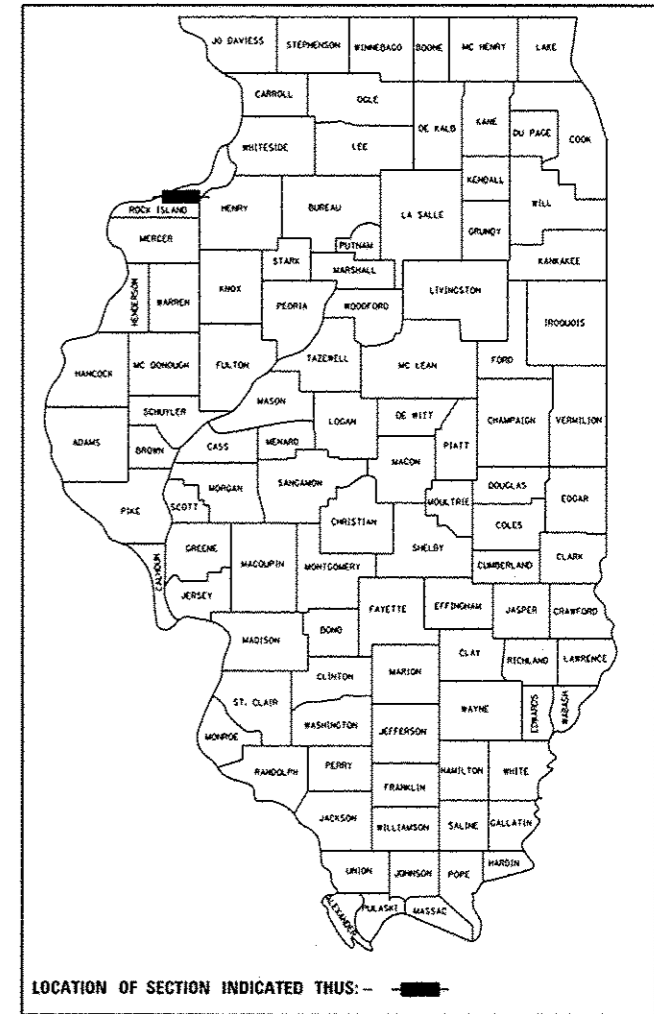 JO DAVIESS
STEPHENSON
WINNEBAGO
BOONE
MC HENRY
LAKE
CARROLL
OGLE
DE KALB
KANE
DU PAGE
COOK
WHITESIDE
LEE
KENDALL
WILL
ROCK ISLAND
HENRY
BUREAU
LA SALLE
GRUNDY
MERCER
PUTNAM
KANKAKEE
STARK
MARSHALL
HENDERSON
WARREN
KNOX
PEORIA
WOODFORD
LIVINGSTON
IROQUOIS
HANCOCK
MC DONOUGH
FULTON
TAZEWELL
MC LEAN
FORD
SCHUYLER
MASON
LOGAN
DE WITT
CHAMPAIGN
VERMILION
ADAMS
BROWN
CASS
MENARD
PIATT
MACON
PIKE
SCOTT
MORGAN
SANGAMON
CHRISTIAN
MOULTRIE
DOUGLAS
EDGAR
COLES
CALHOUN
GREENE
MACOUPIN
MONTGOMERY
SHELBY
CUMBERLAND
CLARK
JERSEY
FAYETTE
EFFINGHAM
JASPER
CRAWFORD
MADISON
BOND
CLAY
RICHLAND
LAWRENCE
CLINTON
MARION
ST. CLAIR
WAYNE
EDWARDS
WABASH
MONROE
WASHINGTON
JEFFERSON
RANDOLPH
PERRY
HAMILTON
WHITE
FRANKLIN
JACKSON
WILLIAMSON
SALINE
GALLATIN
UNION
JOHNSON
POPE
HARDIN
ALEXANDER
PULASKI
MASSAC
LOCATION OF SECTION INDICATED THUS: -